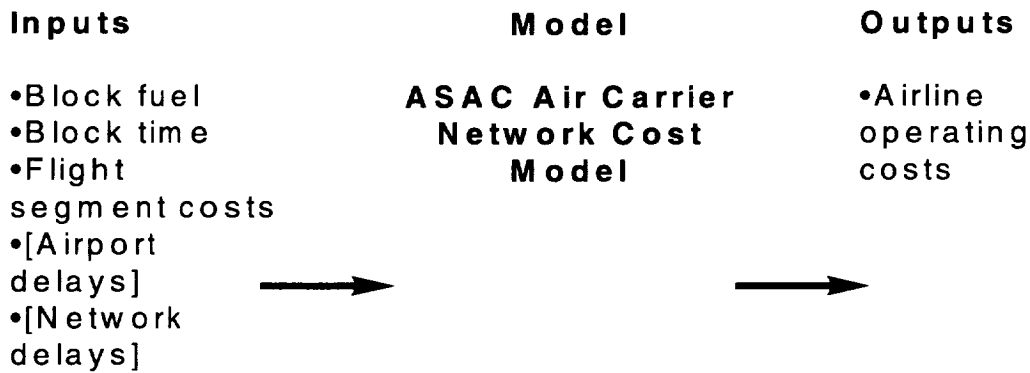 Inputs
•Block fuel
•Block time
•Flight
segment costs
•[Airport
delays]
•[Network
delays]
Model
ASAC Air Carrier
Network Cost
Model
Outputs
•Airline
operating
costs